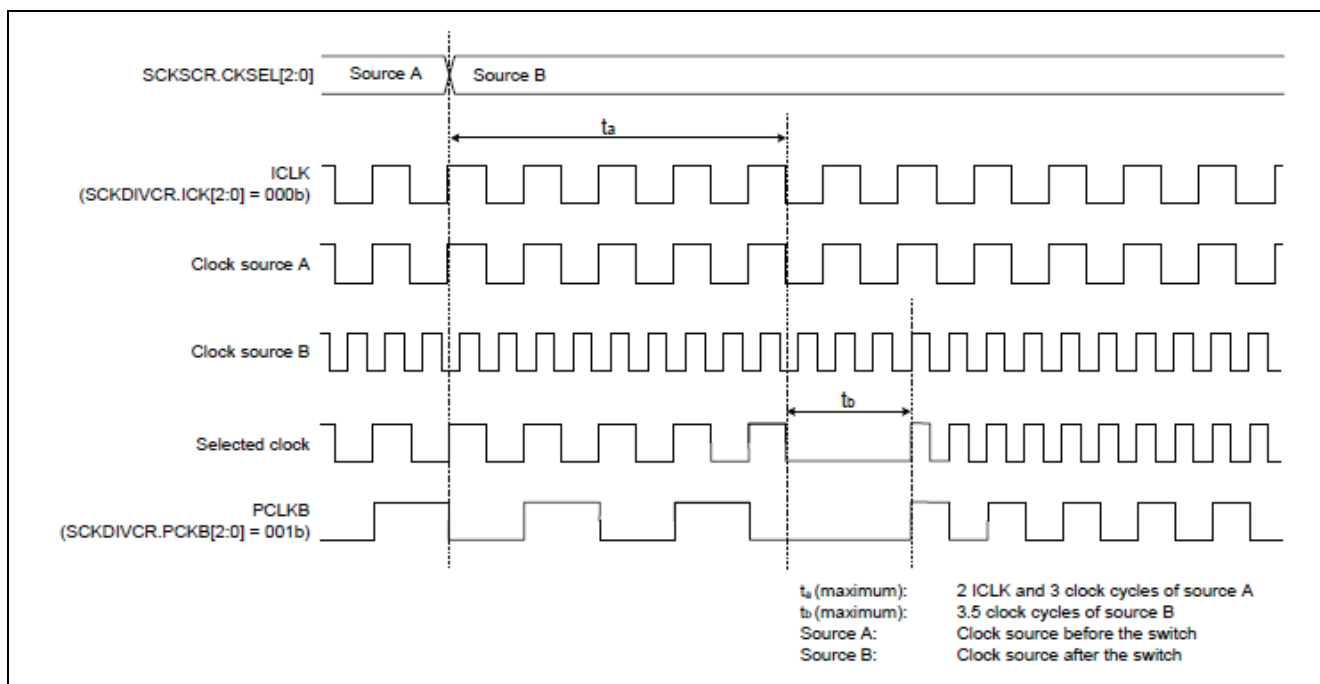 SCKSCR.CKSEL[2:0]
Source A
Source B
ta
ICLK
(SCKDIVCR.ICK[2:0] = 000b)
Clock source A
Clock source B
tb
Selected clock
PCLKB
(SCKDIVCR.PCKB[2:0] = 001b)
ta (maximum): 2 ICLK and 3 clock cycles of source A
tb (maximum): 3.5 clock cycles of source B
Source A: Clock source before the switch
Source B: Clock source after the switch